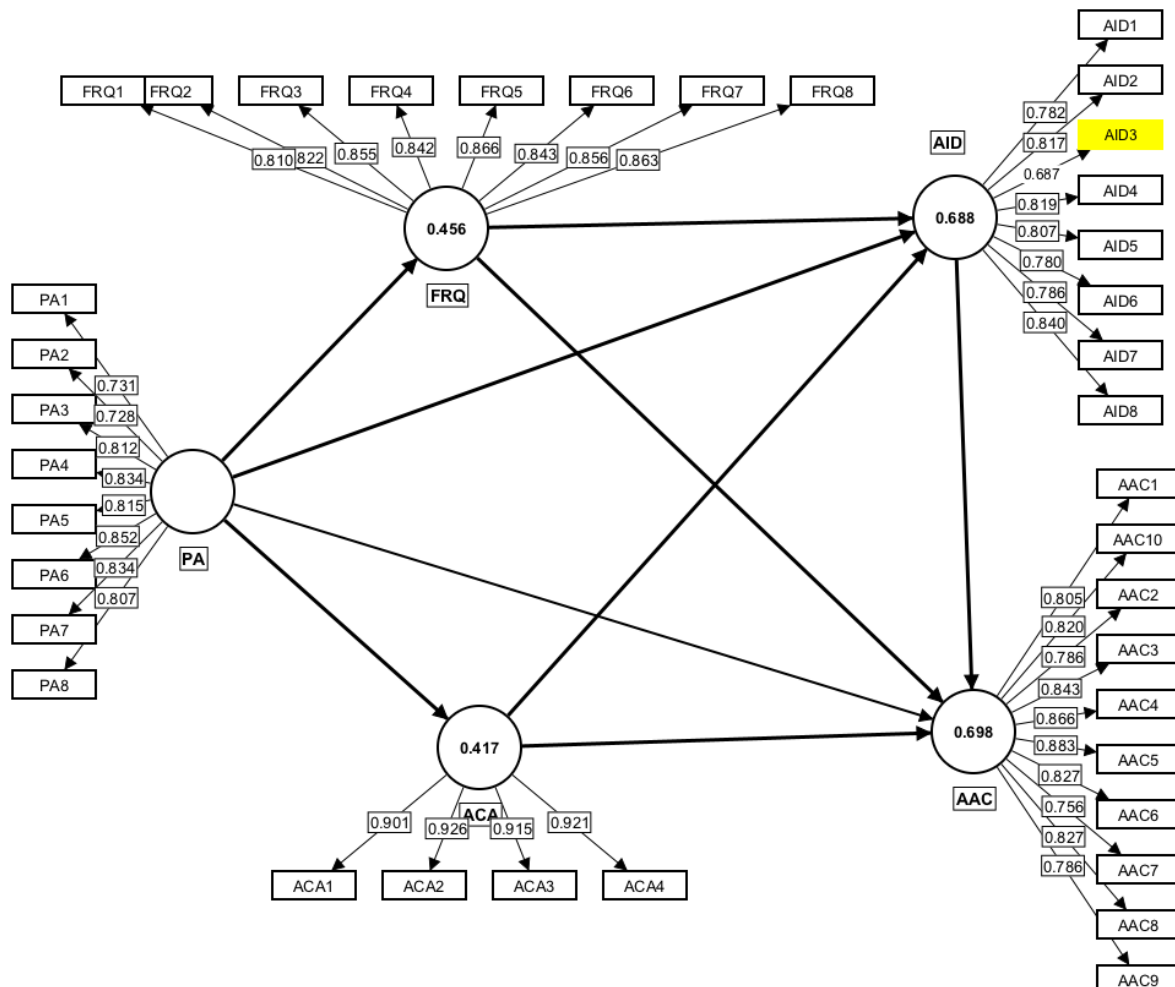 AID1
FRQ1
FRQ2
FRQ3
FRQ4
FRQ5
FRQ6
FRQ7
FRQ8
AID2
0.782
AID
0.817
AID3
0.810
0.822
0.855
0.842
0.866
0.843
0.856
0.863
0.687
AID4
0.819
0.456
0.688
0.807
AID5
0.780
FRQ
0.786
AID6
0.840
PA1
AID7
PA2
0.731
AID8
PA3
0.728
0.812
PA4
0.834
AAC1
0.815
PA5
0.852
AAC10
PA
PA6
0.834
0.807
0.805
AAC2
PA7
0.820
0.786
AAC3
PA8
0.843
AAC4
0.866
0.417
0.698
0.883
AAC5
0.827
ACA
AAC
0.756
AAC6
0.901
0.926
0.915
0.921
0.827
0.786
AAC7
ACA1
ACA2
ACA3
ACA4
AAC8
AAC9